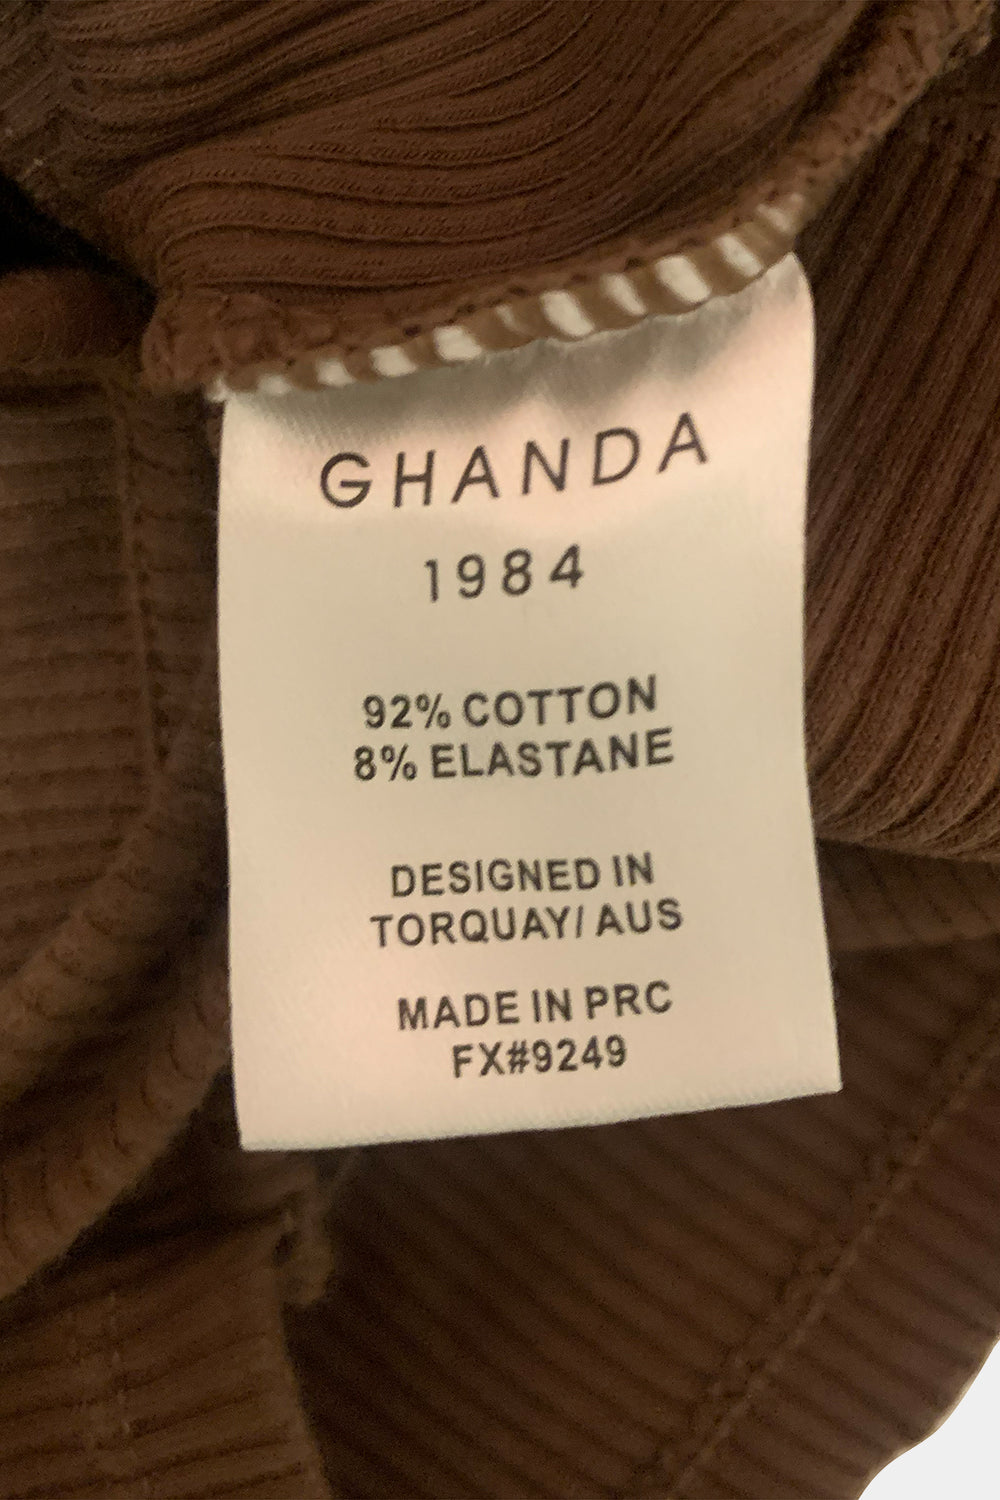 GHANDA
1984
92% COTTON
8% ELASTANE
DESIGNED IN
TORQUAY/ AUS
MADE IN PRC
FX#9249